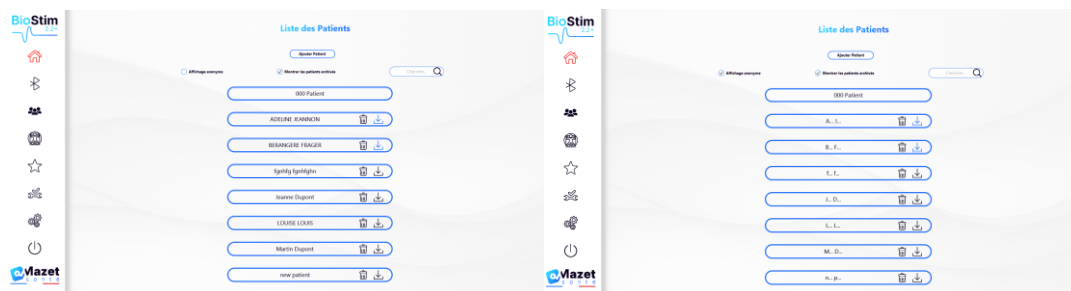 BioStim
2.2+
Liste des Patients
Ajouter Patient
Affichage anonyme
Montrer les patients archivés
Chercher...
000 Patient
ADELINE JEANNON
BERANGERE FRAGER
fgnhfg fgnhfghn
Jeanne Dupont
LOUISE LOUIS
Martin Dupont
new patient
Mazet
santé
BioStim
2.2+
Liste des Patients
Ajouter Patient
Affichage anonyme
Montrer les patients archivés
Chercher...
000 Patient
A... J...
B... F...
f... f...
J... D...
L... L...
M... D...
n... p...
Mazet
santé